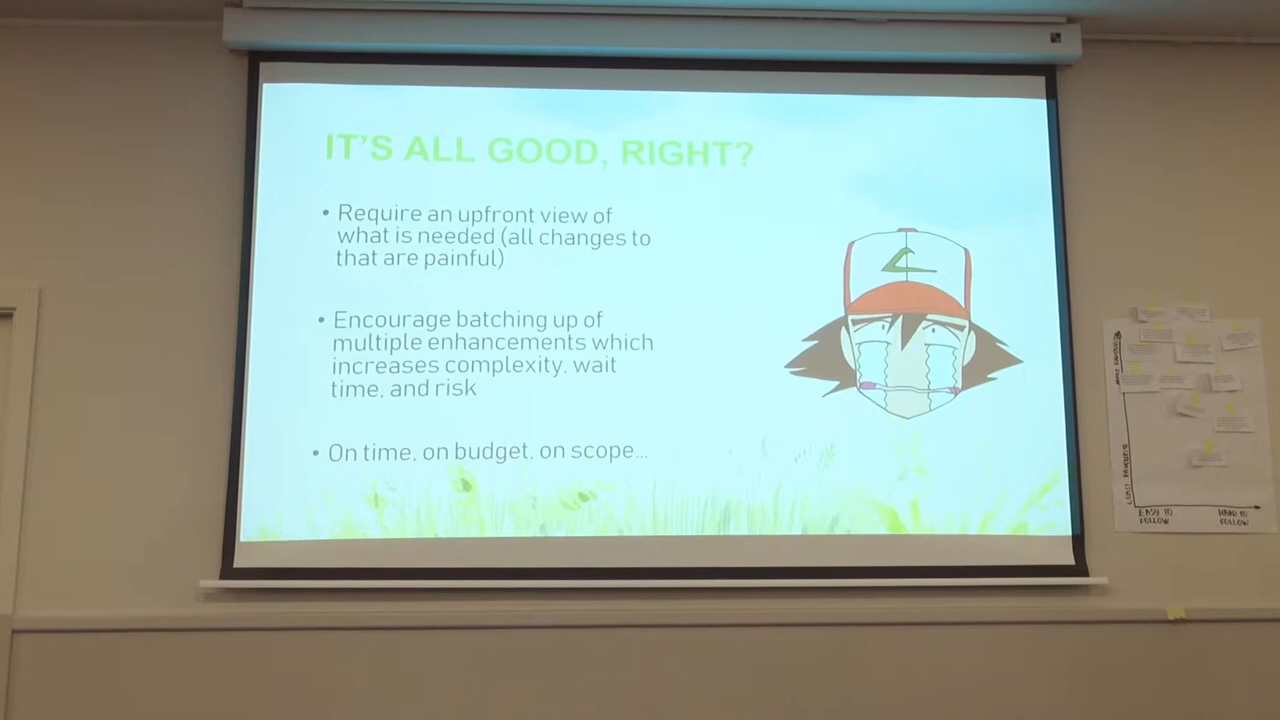 IT'S ALL GOOD, RIGHT?
• Require an upfront view of
what is needed (all changes to
that are painful)
• Encourage batching up of
multiple enhancements which
increases complexity, wait
time, and risk
• On time, on budget, on scope...
LEAST FAVOURITE
EASY TO
FOLLOW
HARD TO
FOLLOW